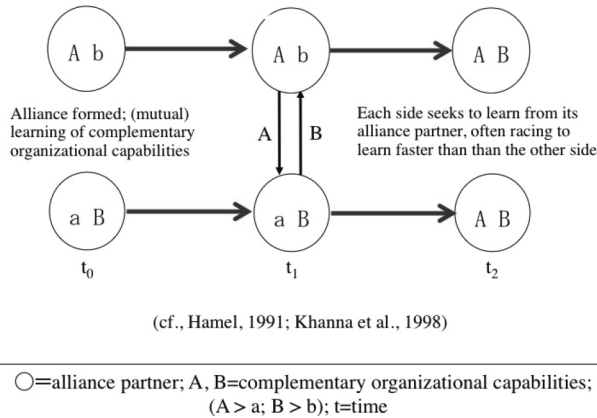 A b
A b
A B
Alliance formed; (mutual)
learning of complementary
organizational capabilities
A
B
Each side seeks to learn from its
alliance partner, often racing to
learn faster than than the other side
a B
a B
A B
t₀
t₁
t₂
(cf., Hamel, 1991; Khanna et al., 1998)
○=alliance partner; A, B=complementary organizational capabilities;
(A > a; B > b); t=time